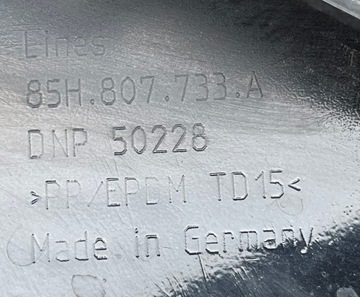 Lines
85H.807.733.A
DNP 50228
>PP/EPDM TD15<
Made in Germany